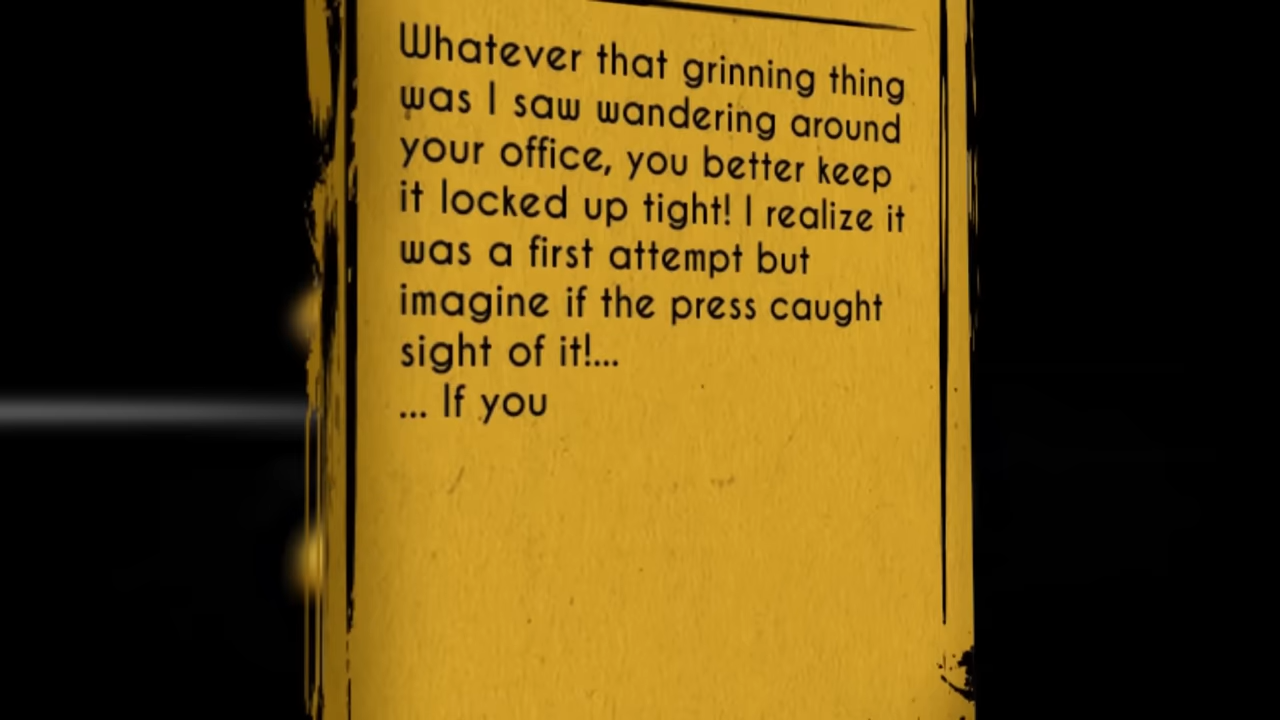 Whatever that grinning thing
was I saw wandering around
your office, you better keep
it locked up tight! I realize it
was a first attempt but
imagine if the press caught
sight of it!...
... If you